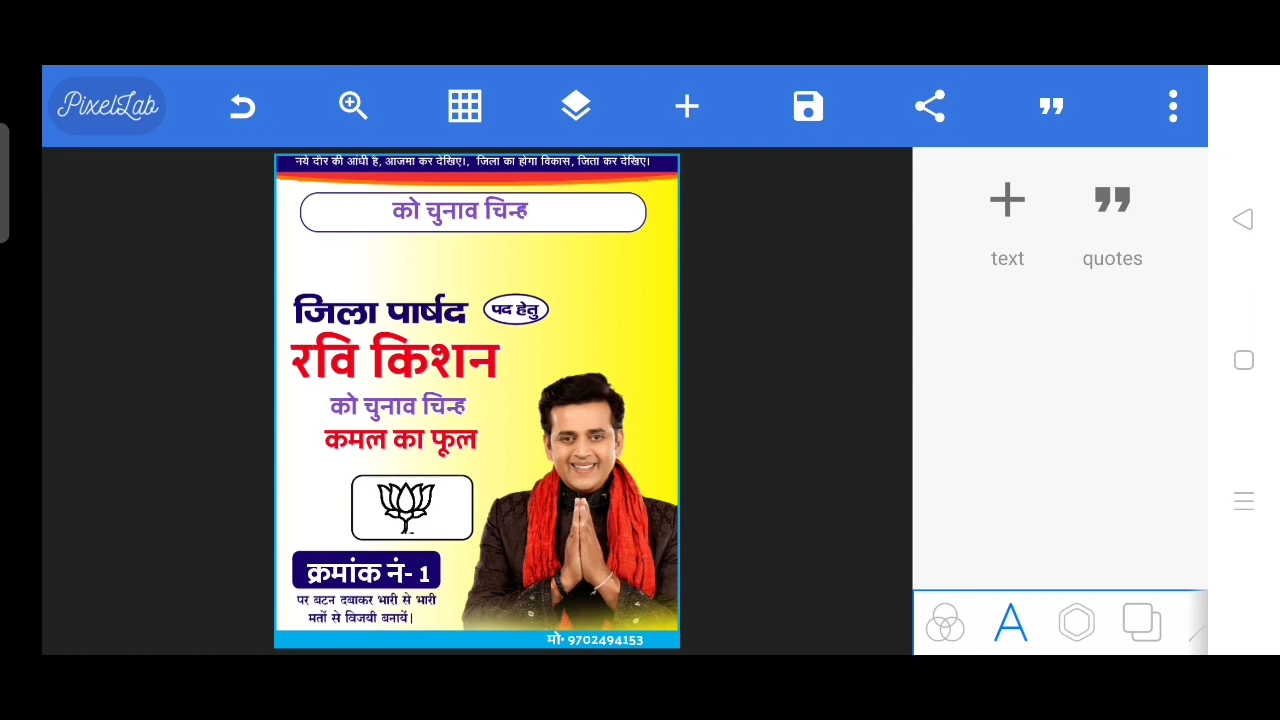 PixelLab
नये दौर की आंधी है, आजमा कर देखिए।, जिला का होगा विकास, जिता कर देखिए।
को चुनाव चिन्ह
जिला पार्षद पद हेतु
रवि किशन
को चुनाव चिन्ह
कमल का फूल
क्रमांक नं- 1
पर बटन दबाकर भारी से भारी
मतों से विजयी बनायें|
मो• 9702494153
text quotes